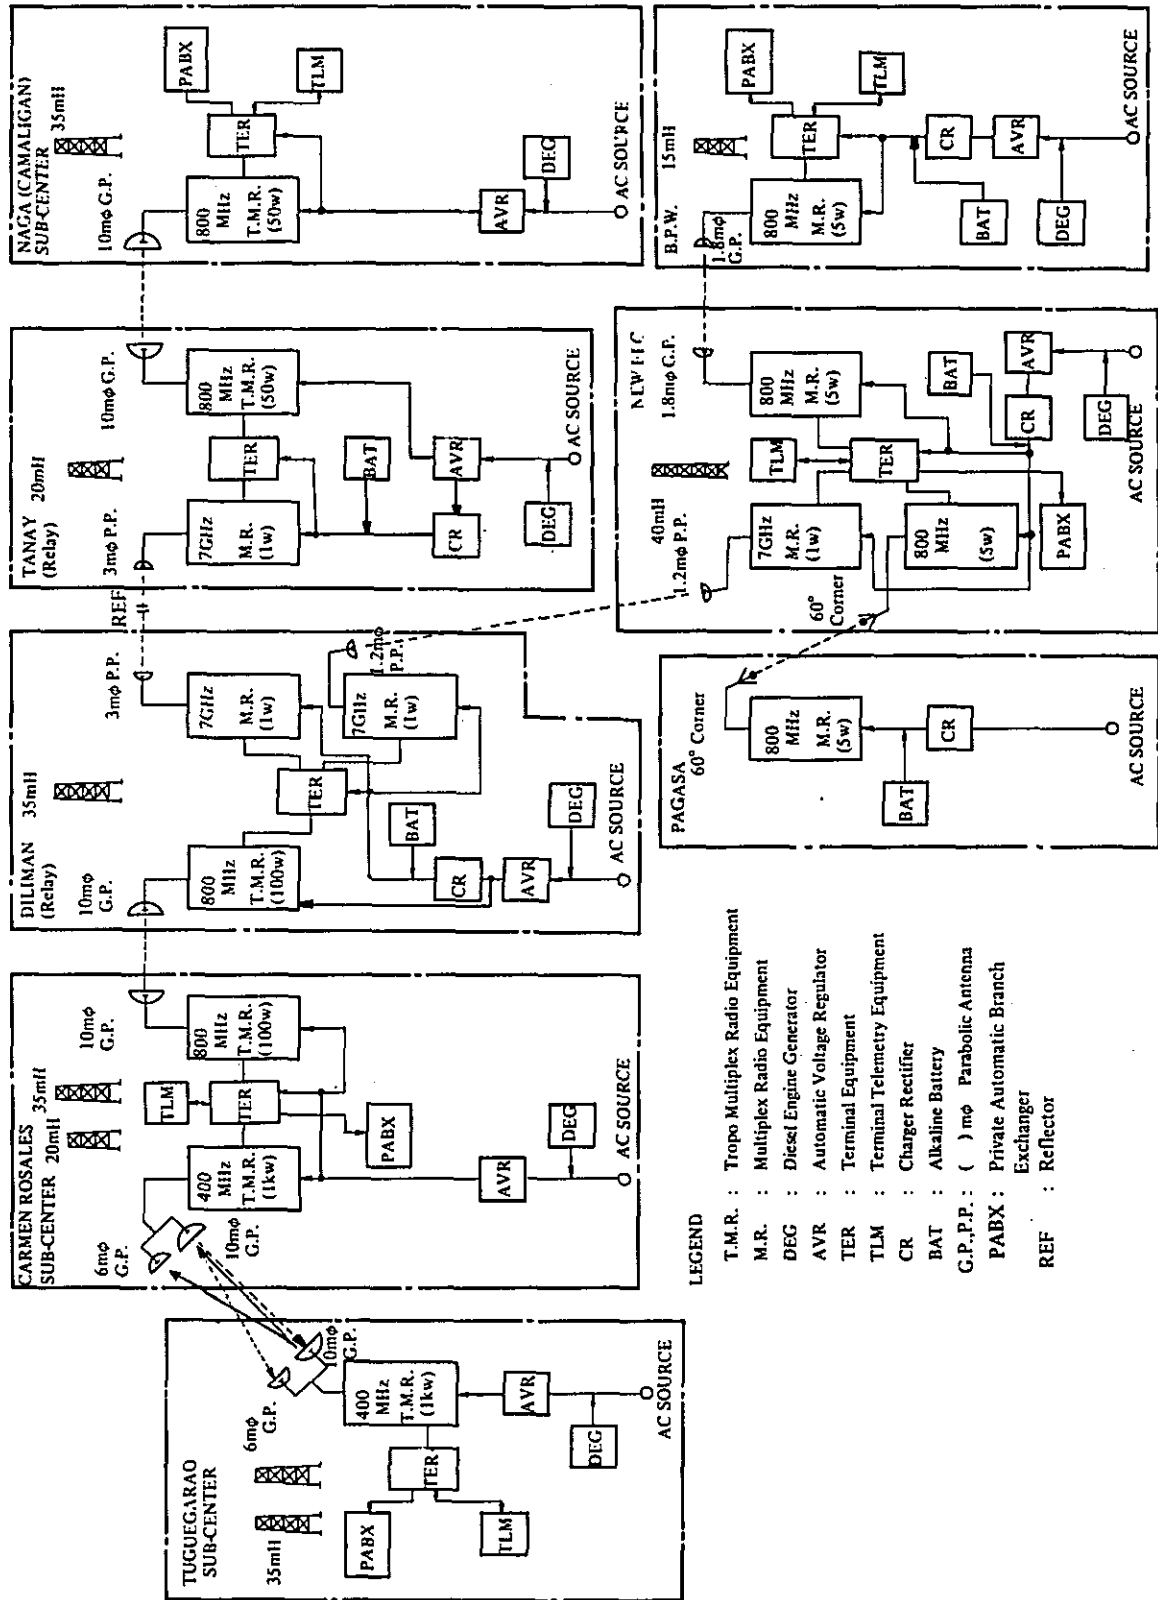 TUGUEGARAO
SUB-CENTER
35mH
6mφ
G.P.
10mφ
G.P.
400
MHz
T.M.R.
(1kw)
TER
PABX
TLM
AVR
DEG
AC SOURCE
CARMEN ROSALES
SUB-CENTER 20mH
35mH
6mφ
G.P.
10mφ
G.P.
10mφ
G.P.
400
MHz
T.M.R.
(1kw)
TER
TLM
800
MHz
T.M.R.
(100w)
PABX
AVR
DEG
AC SOURCE
DILIMAN
(Relay)
35mH
10mφ
G.P.
3mφ P.P.
800
MHz
T.M.R.
(100w)
TER
7GHz
M.R.
(1w)
7GHz
M.R.
(1w)
1.2mφ
P.P.
BAT
CR
AVR
DEG
AC SOURCE
REF
TANAY
(Relay)
20mH
3mφ P.P.
10mφ G.P.
7GHz
M.R.
(1w)
TER
800
MHz
T.M.R.
(50w)
BAT
CR
AVR
DEG
AC SOURCE
NAGA (CAMALIGAN)
SUB-CENTER
35mH
10mφ G.P.
800
MHz
T.M.R.
(50w)
TER
PABX
TLM
AVR
DEG
AC SOURCE
PAGASA
60° Corner
800
MHz
M.R.
(5w)
BAT
CR
AC SOURCE
NEW
40mH
1.2mφ P.P.
1.8mφ G.P.
60°
Corner
7GHz
M.R.
(1w)
TLM
TER
800
MHz
M.R.
(5w)
800
MHz
(5w)
PABX
BAT
CR
AVR
DEG
AC SOURCE
B.P.W.
15mH
1.8mφ
G.P.
800
MHz
M.R.
(5w)
TER
PABX
TLM
BAT
CR
AVR
DEG
AC SOURCE
LEGEND
T.M.R. : Tropo Multiplex Radio Equipment
M.R. : Multiplex Radio Equipment
DEG : Diesel Engine Generator
AVR : Automatic Voltage Regulator
TER : Terminal Equipment
TLM : Terminal Telemetry Equipment
CR : Charger Rectifier
BAT : Alkaline Battery
G.P.,P.P. : ( ) mφ Parabolic Antenna
PABX : Private Automatic Branch
Exchanger
REF : Reflector